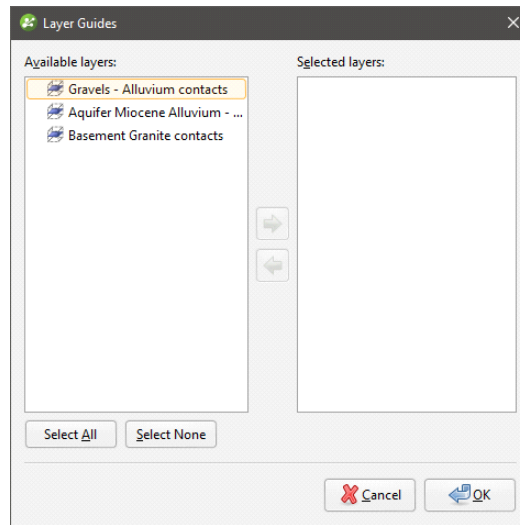 Layer Guides
Available layers:
Selected layers:
Gravels - Alluvium contacts
Aquifer Miocene Alluvium - ...
Basement Granite contacts
Select All
Select None
Cancel
OK